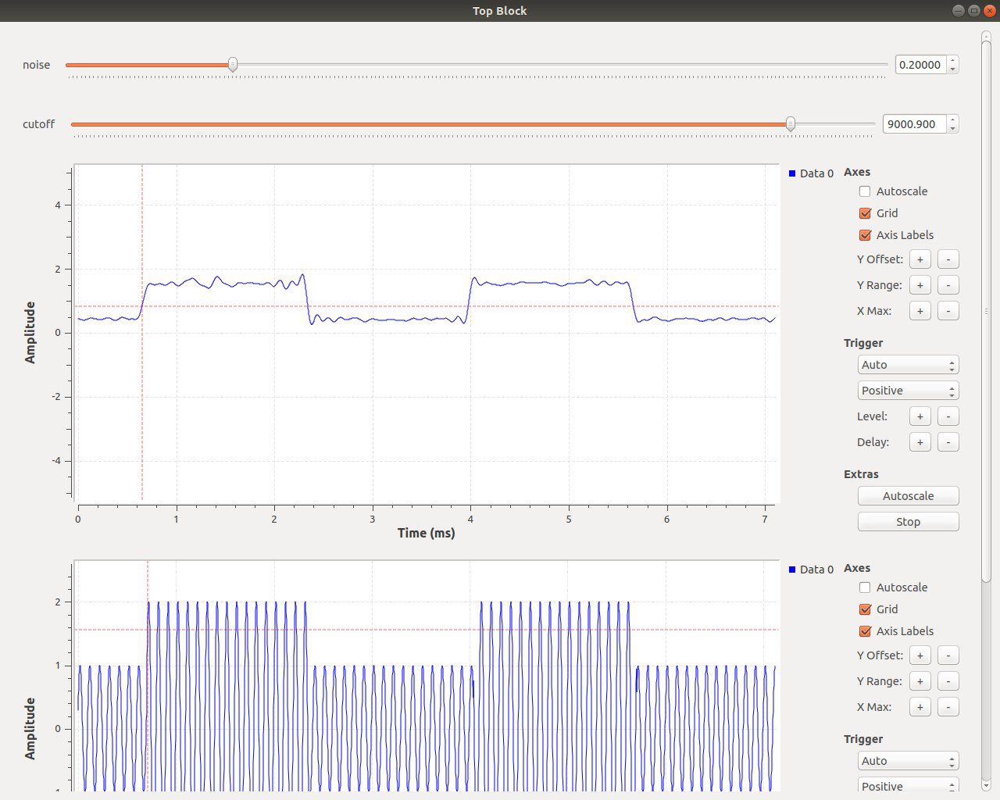 Top Block
noise 0.20000
cutoff 9000.900
Data 0
Axes
Autoscale
Grid
Axis Labels
Y Offset: + -
Y Range: + -
X Max: + -
Trigger
Auto
Positive
Level: + -
Delay: + -
Extras
Autoscale
Stop
4
2
0
-2
-4
Amplitude
0 1 2 3 4 5 6 7
Time (ms)
Data 0
Axes
Autoscale
Grid
Axis Labels
Y Offset: + -
Y Range: + -
X Max: + -
Trigger
Auto
Positive
2
1
0
Amplitude